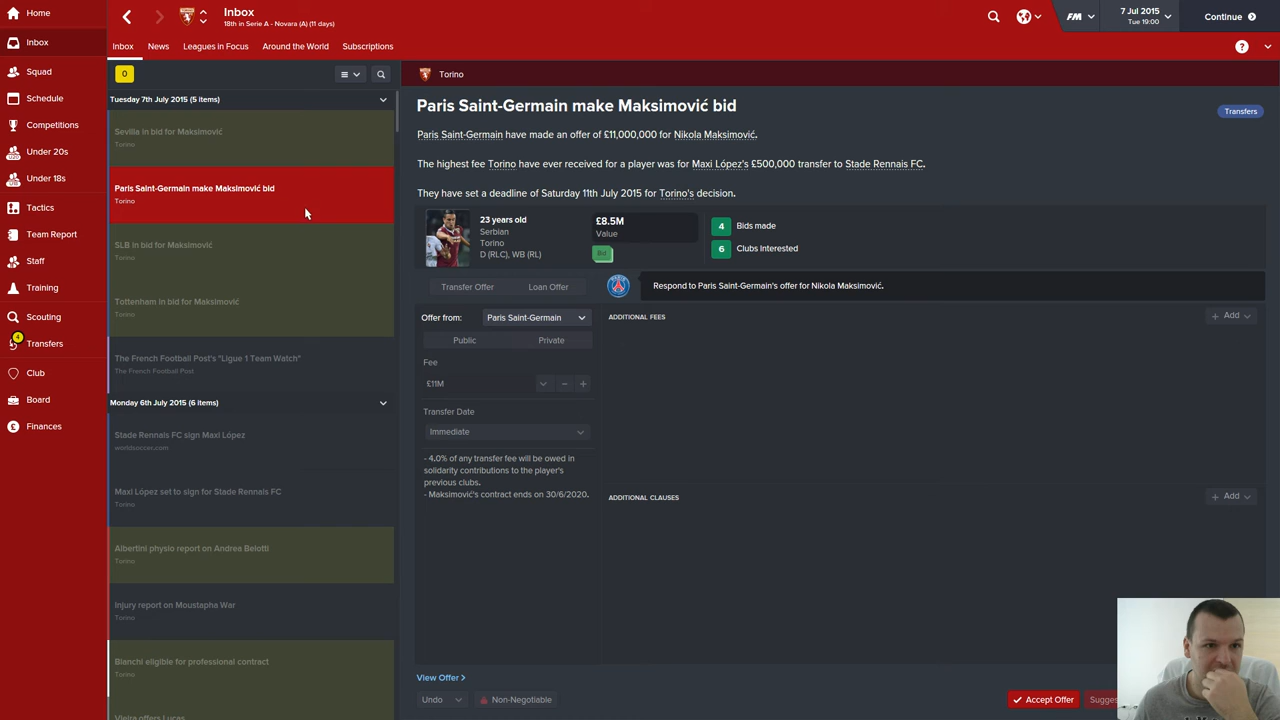 Home
Inbox
Squad
Schedule
Competitions
Under 20s
Under 18s
Tactics
Team Report
Staff
Training
Scouting
4
Transfers
Club
Board
Finances
Inbox
18th in Serie A - Novara (A) (11 days)
FM
7 Jul 2015
Tue 19:00
Continue
Inbox
News
Leagues in Focus
Around the World
Subscriptions
?
0
Tuesday 7th July 2015 (5 items)
Sevilla in bid for Maksimović
Torino
Paris Saint-Germain make Maksimović bid
Torino
SLB in bid for Maksimović
Torino
Tottenham in bid for Maksimović
Torino
The French Football Post's "Ligue 1 Team Watch"
The French Football Post
Monday 6th July 2015 (6 items)
Stade Rennais FC sign Maxi López
worldsoccer.com
Maxi López set to sign for Stade Rennais FC
Torino
Albertini physio report on Andrea Belotti
Torino
Injury report on Moustapha War
Torino
Bianchi eligible for professional contract
Torino
Vieira offers Lucas
Torino
Paris Saint-Germain make Maksimović bid
Transfers
Paris Saint-Germain have made an offer of £11,000,000 for Nikola Maksimović.
The highest fee Torino have ever received for a player was for Maxi López's £500,000 transfer to Stade Rennais FC.
They have set a deadline of Saturday 11th July 2015 for Torino's decision.
23 years old
Serbian
Torino
D (RLC), WB (RL)
£8.5M
Value
Bid
4 Bids made
6 Clubs Interested
Transfer Offer
Loan Offer
Respond to Paris Saint-Germain's offer for Nikola Maksimović.
Offer from:
Paris Saint-Germain
Public
Private
Fee
£11M
Transfer Date
Immediate
- 4.0% of any transfer fee will be owed in
solidarity contributions to the player's
previous clubs.
- Maksimović's contract ends on 30/6/2020.
ADDITIONAL FEES
Add
ADDITIONAL CLAUSES
Add
View Offer >
Undo
Non-Negotiable
Accept Offer